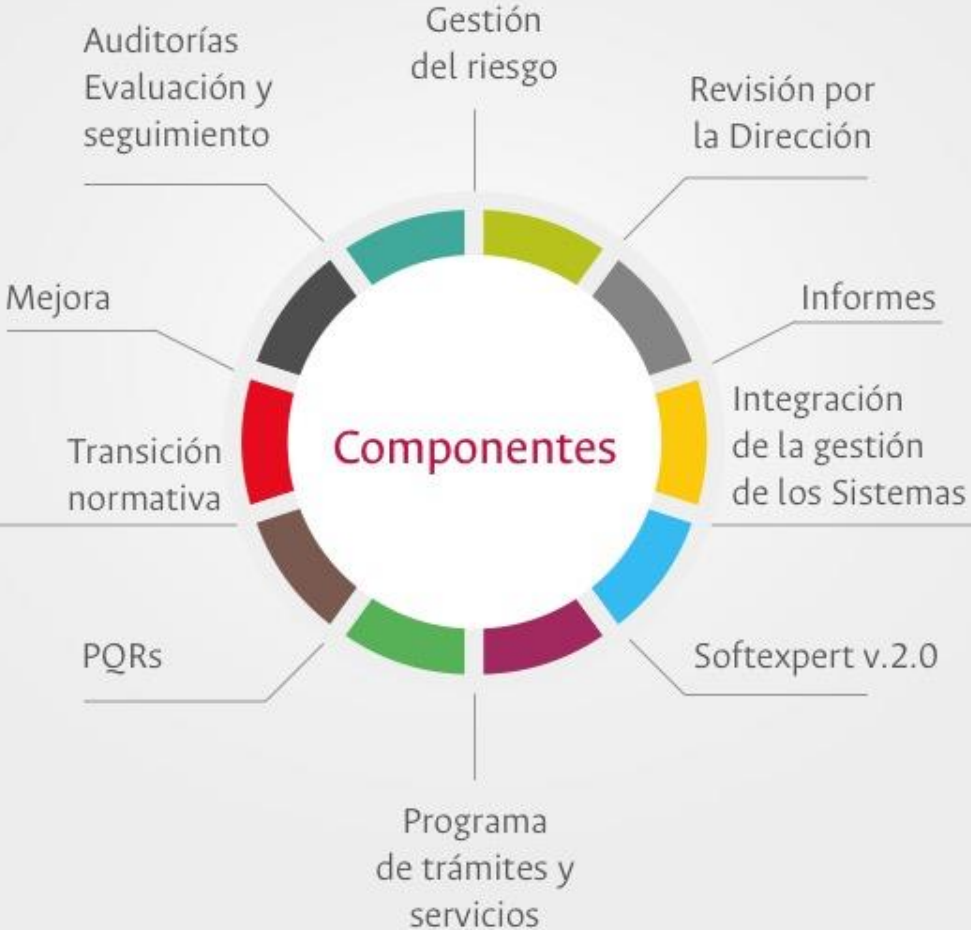 Gestión
del riesgo
Auditorías
Evaluación y
seguimiento
Revisión por
la Dirección
Mejora
Informes
Integración
de la gestión
de los Sistemas
Transición
normativa
Componentes
PQRs
Softexpert v.2.0
Programa
de trámites y
servicios